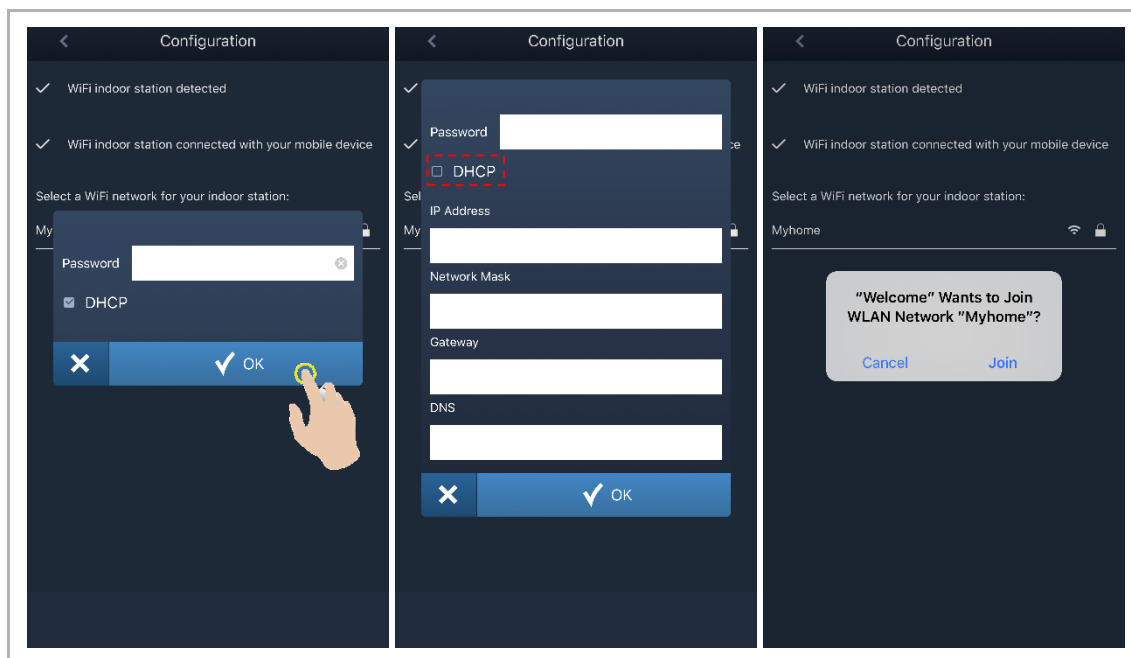 Configuration
WiFi indoor station detected
WiFi indoor station connected with your mobile device
Select a WiFi network for your indoor station:
My
Password
DHCP
OK
Configuration
Password
ce
DHCP
Sel
IP Address
My
Network Mask
Gateway
DNS
OK
Configuration
WiFi indoor station detected
WiFi indoor station connected with your mobile device
Select a WiFi network for your indoor station:
Myhome
"Welcome" Wants to Join
WLAN Network "Myhome"?
Cancel Join